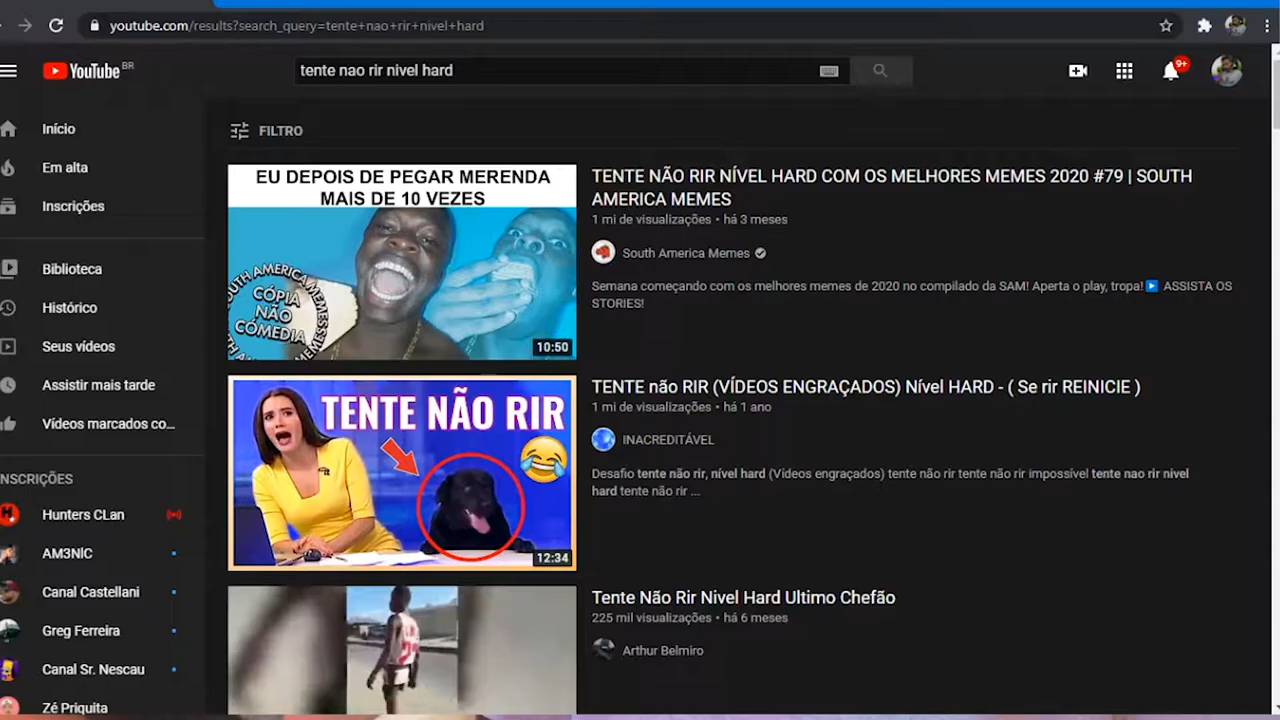 youtube.com/results?search_query=tente+nao+rir+nivel+hard
YouTube BR
tente nao rir nivel hard
9+
Início
Em alta
Inscrições
Biblioteca
Histórico
Seus vídeos
Assistir mais tarde
Vídeos marcados co...
NSCRIÇÕES
Hunters CLan
AM3NlC
Canal Castellani
Greg Ferreira
Canal Sr. Nescau
Zé Priquita
FILTRO
EU DEPOIS DE PEGAR MERENDA
MAIS DE 10 VEZES
OUTH AMERICA MEMES
CÓPIA
NÃO
CÓMEDIA
10:50
TENTE NÃO RIR NÍVEL HARD COM OS MELHORES MEMES 2020 #79 | SOUTH
AMERICA MEMES
1 mi de visualizações • há 3 meses
South America Memes
Semana começando com os melhores memes de 2020 no compilado da SAM! Aperta o play, tropa! ASSISTA OS
STORIES!
TENTE NÃO RIR
12:34
TENTE não RIR (VÍDEOS ENGRAÇADOS) Nível HARD - ( Se rir REINICIE )
1 mi de visualizações • há 1 ano
INACREDITÁVEL
Desafio tente não rir, nível hard (Vídeos engraçados) tente não rir tente não rir impossível tente nao rir nivel
hard tente não rir ...
Tente Não Rir Nivel Hard Ultimo Chefão
225 mil visualizações • há 6 meses
Arthur Belmiro